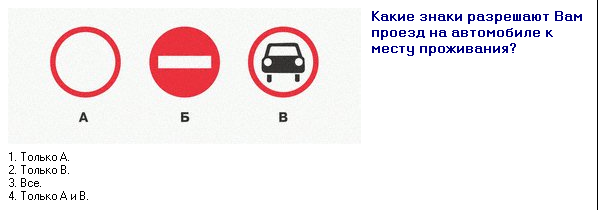 Какие знаки разрешают Вам
проезд на автомобиле к
месту проживания?
А Б В
1. Только А.
2. Только В.
3. Все.
4. Только А и В.